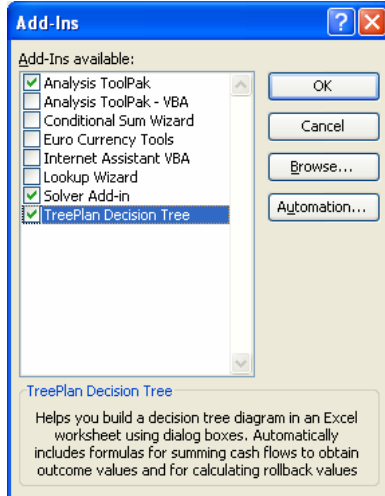 Add-Ins
Add-Ins available:
Analysis ToolPak
Analysis ToolPak - VBA
Conditional Sum Wizard
Euro Currency Tools
Internet Assistant VBA
Lookup Wizard
Solver Add-in
TreePlan Decision Tree
OK
Cancel
Browse...
Automation...
TreePlan Decision Tree
Helps you build a decision tree diagram in an Excel
worksheet using dialog boxes. Automatically
includes formulas for summing cash flows to obtain
outcome values and for calculating rollback values